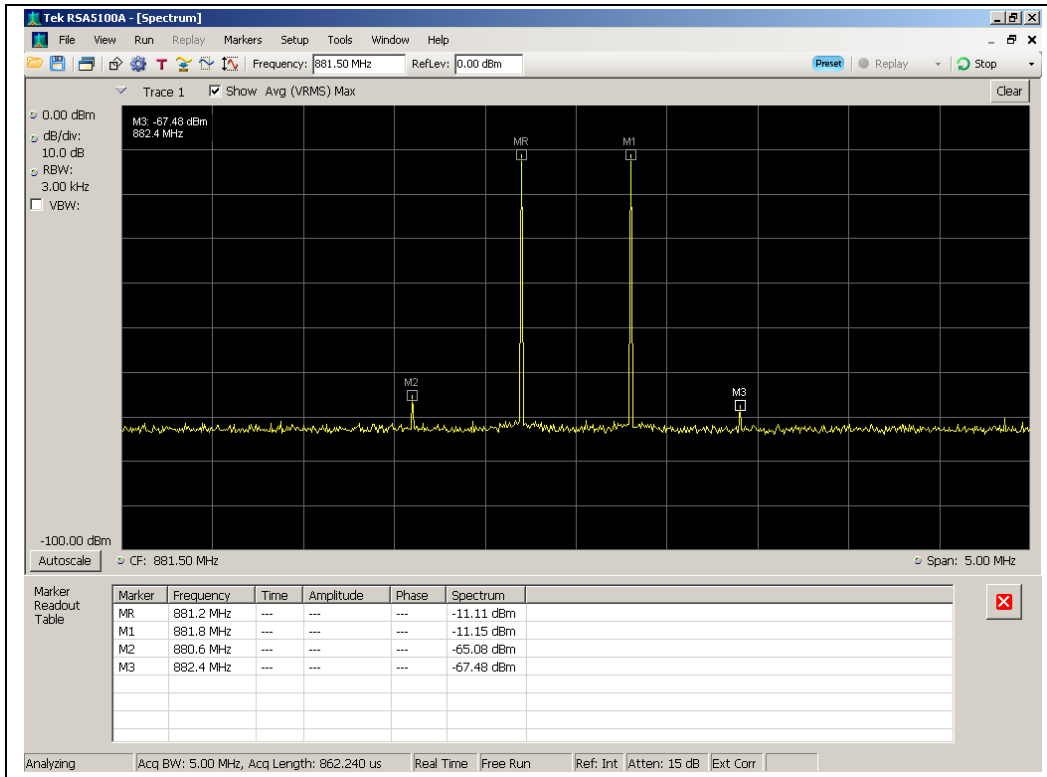 Tek RSA5100A - [Spectrum]
File View Run Replay Markers Setup Tools Window Help
Frequency: 881.50 MHz RefLev: 0.00 dBm Preset Replay Stop
Trace 1 Show Avg (VRMS) Max Clear
0.00 dBm
dB/div:
10.0 dB
RBW:
3.00 kHz
VBW:
M3: -67.48 dBm
882.4 MHz
MR M1
M2 M3
-100.00 dBm
Autoscale CF: 881.50 MHz Span: 5.00 MHz
Marker
Readout
Table
Marker Frequency Time Amplitude Phase Spectrum
MR 881.2 MHz --- --- --- -11.11 dBm
M1 881.8 MHz --- --- --- -11.15 dBm
M2 880.6 MHz --- --- --- -65.08 dBm
M3 882.4 MHz --- --- --- -67.48 dBm
Analyzing Acq BW: 5.00 MHz, Acq Length: 862.240 us Real Time Free Run Ref: Int Atten: 15 dB Ext Corr